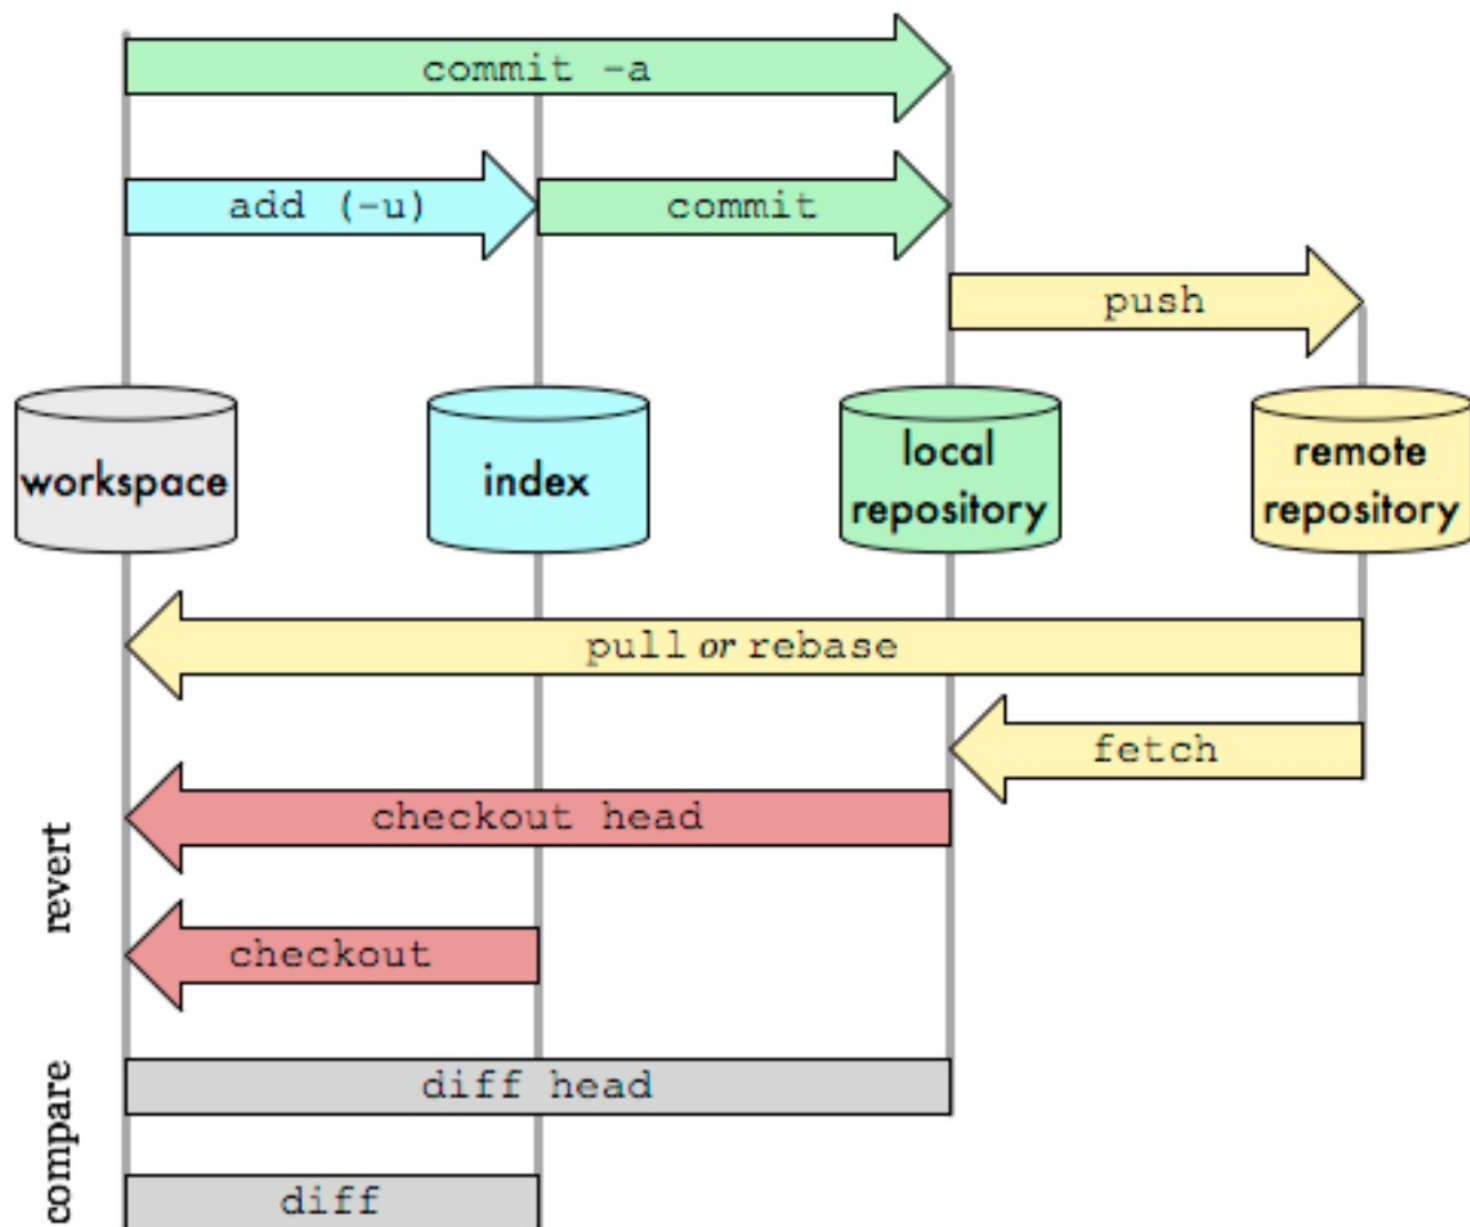 commit -a
add (-u)
commit
push
workspace
index
local
repository
remote
repository
pull or rebase
fetch
revert
checkout head
checkout
compare
diff head
diff